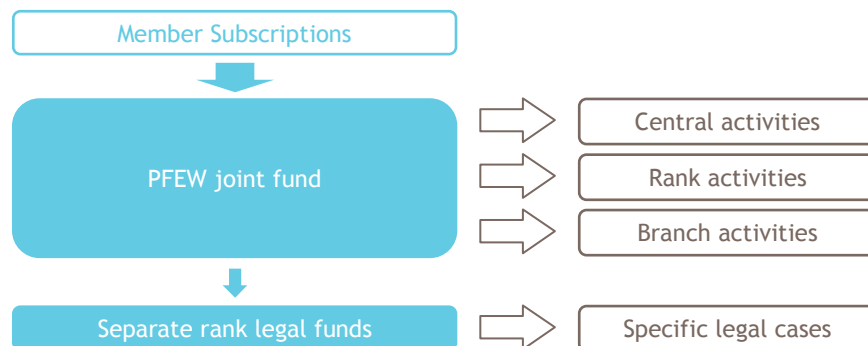 Member Subscriptions
PFEW joint fund
Central activities
Rank activities
Branch activities
Separate rank legal funds
Specific legal cases